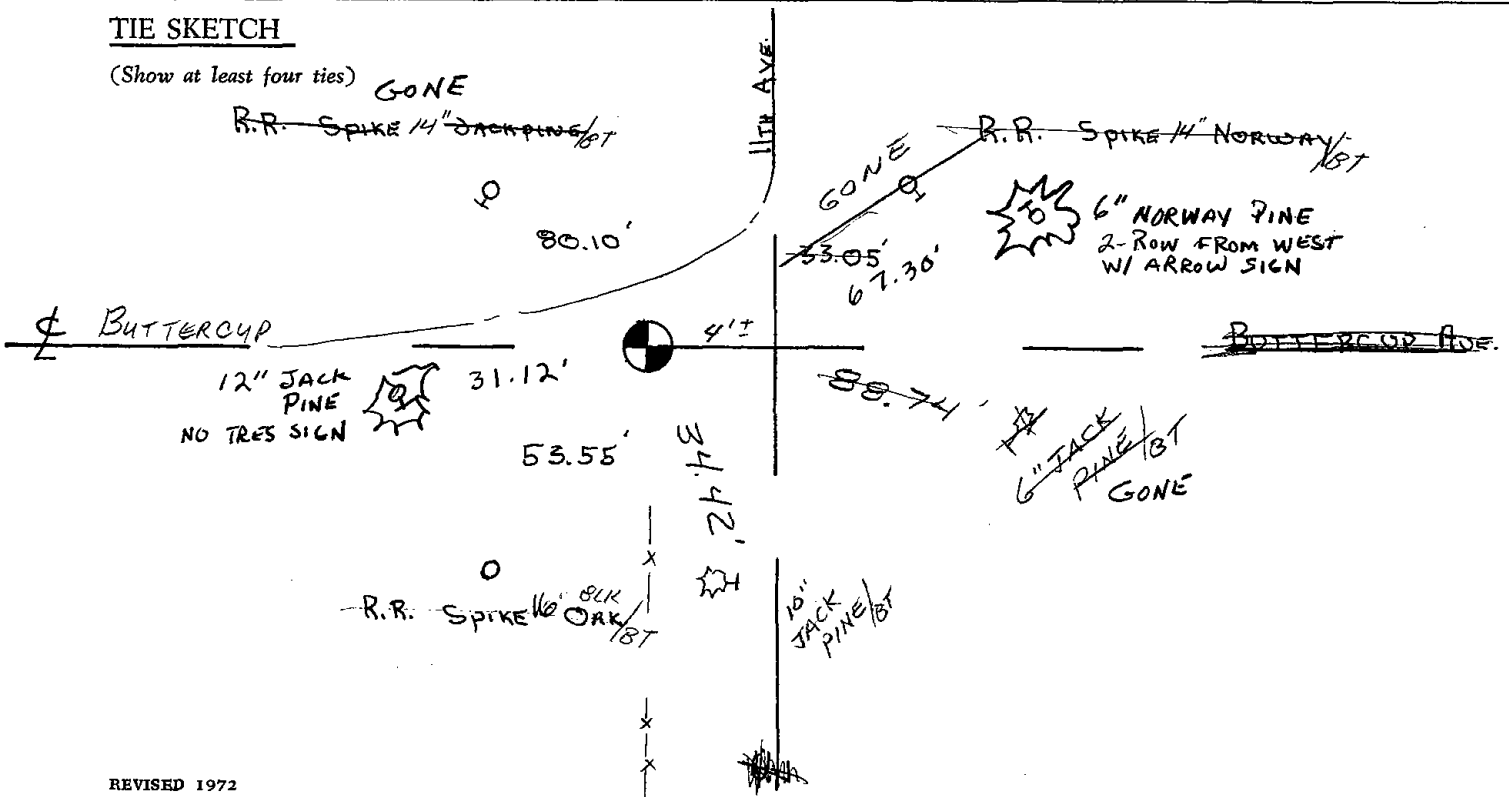 TIE SKETCH
(Show at least four ties)
GONE
R.R. SPIKE 14" JACKPINE/BT
11TH AVE.
GONE
R.R. SPIKE 14" NORWAY/BT
6" NORWAY PINE
2-ROW FROM WEST
W/ ARROW SIGN
80.10'
33.05'
67.30'
℄ BUTTERCUP
4'±
BUTTERCUP AVE.
12" JACK
PINE
NO TRES SIGN
31.12'
88.74'
53.55'
34.42'
6" JACK
PINE/BT
GONE
R.R. SPIKE 16" BLK OAK/BT
10"
JACK
PINE/BT
REVISED 1972